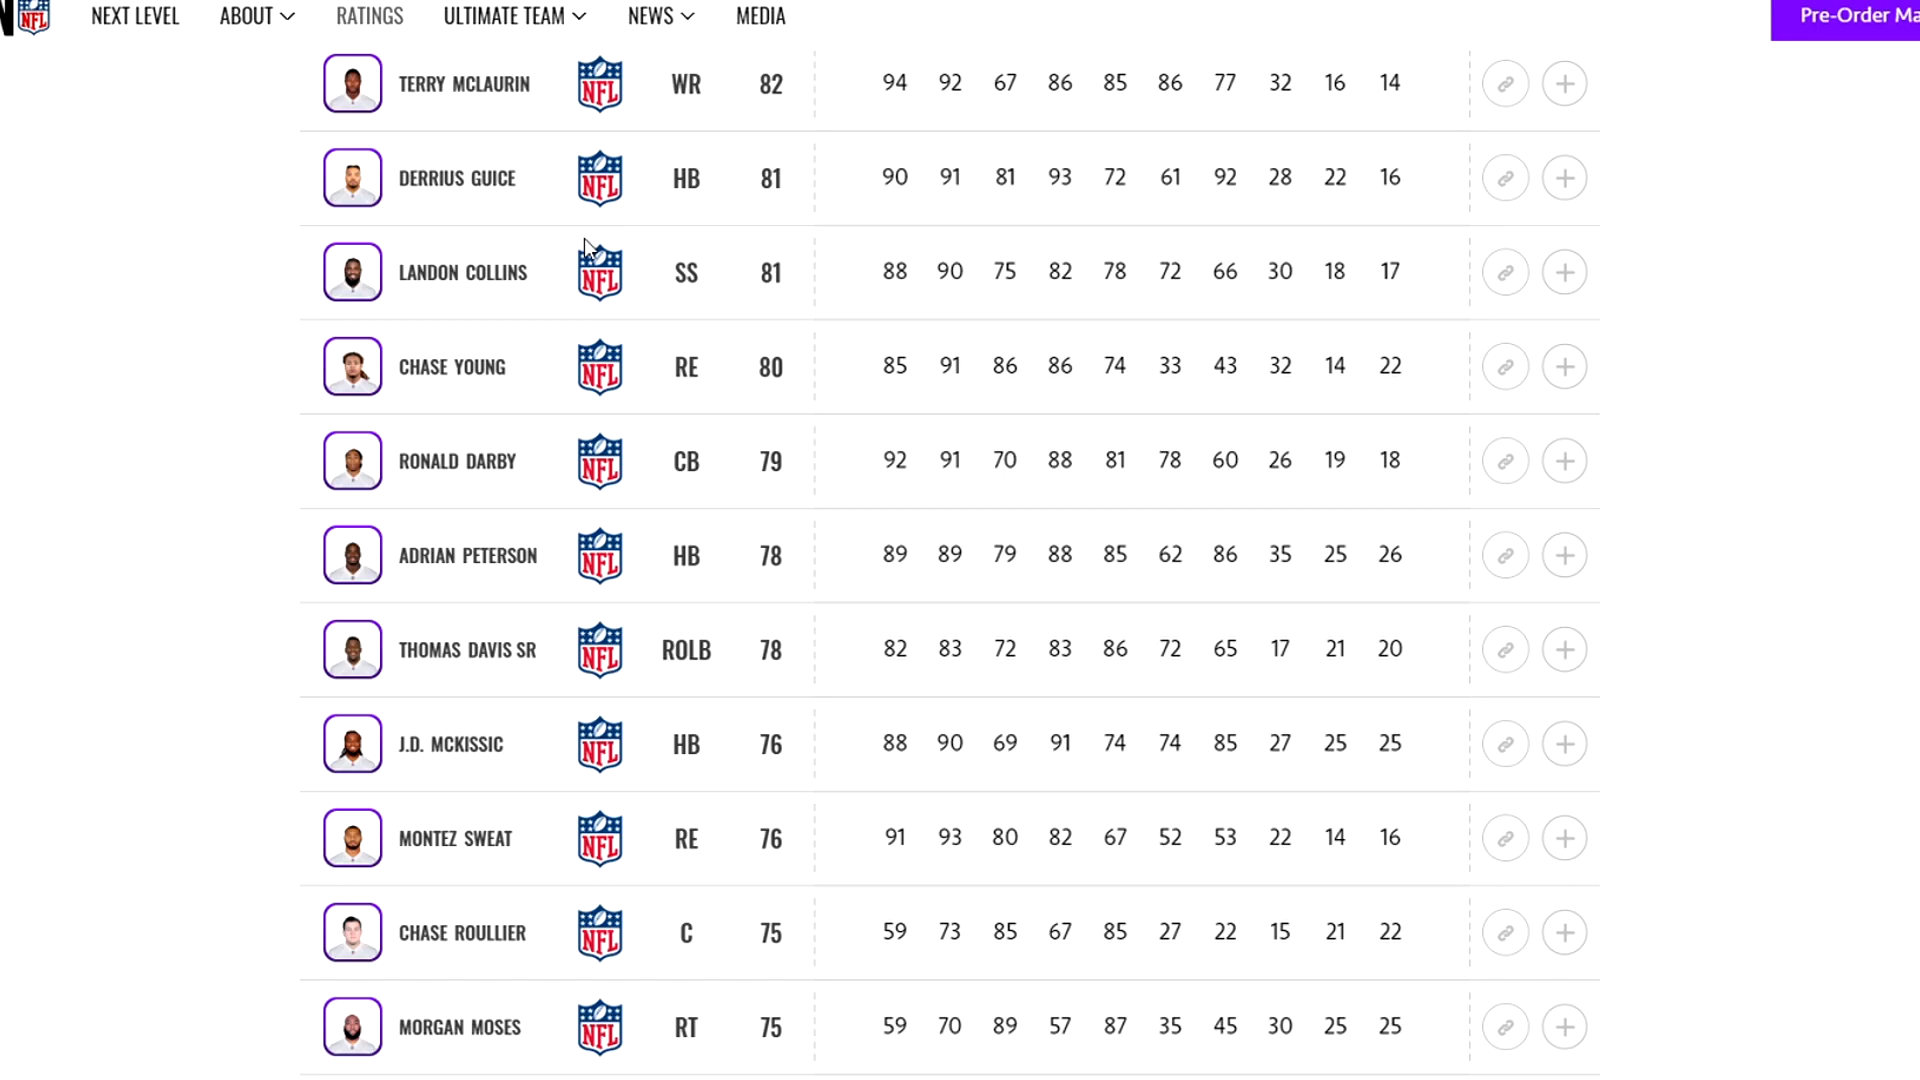 NFL NEXT LEVEL ABOUT RATINGS ULTIMATE TEAM NEWS MEDIA Pre-Order Ma
TERRY MCLAURIN NFL WR 82 94 92 67 86 85 86 77 32 16 14
DERRIUS GUICE NFL HB 81 90 91 81 93 72 61 92 28 22 16
LANDON COLLINS NFL SS 81 88 90 75 82 78 72 66 30 18 17
CHASE YOUNG NFL RE 80 85 91 86 86 74 33 43 32 14 22
RONALD DARBY NFL CB 79 92 91 70 88 81 78 60 26 19 18
ADRIAN PETERSON NFL HB 78 89 89 79 88 85 62 86 35 25 26
THOMAS DAVIS SR NFL ROLB 78 82 83 72 83 86 72 65 17 21 20
J.D. MCKISSIC NFL HB 76 88 90 69 91 74 74 85 27 25 25
MONTEZ SWEAT NFL RE 76 91 93 80 82 67 52 53 22 14 16
CHASE ROULLIER NFL C 75 59 73 85 67 85 27 22 15 21 22
MORGAN MOSES NFL RT 75 59 70 89 57 87 35 45 30 25 25